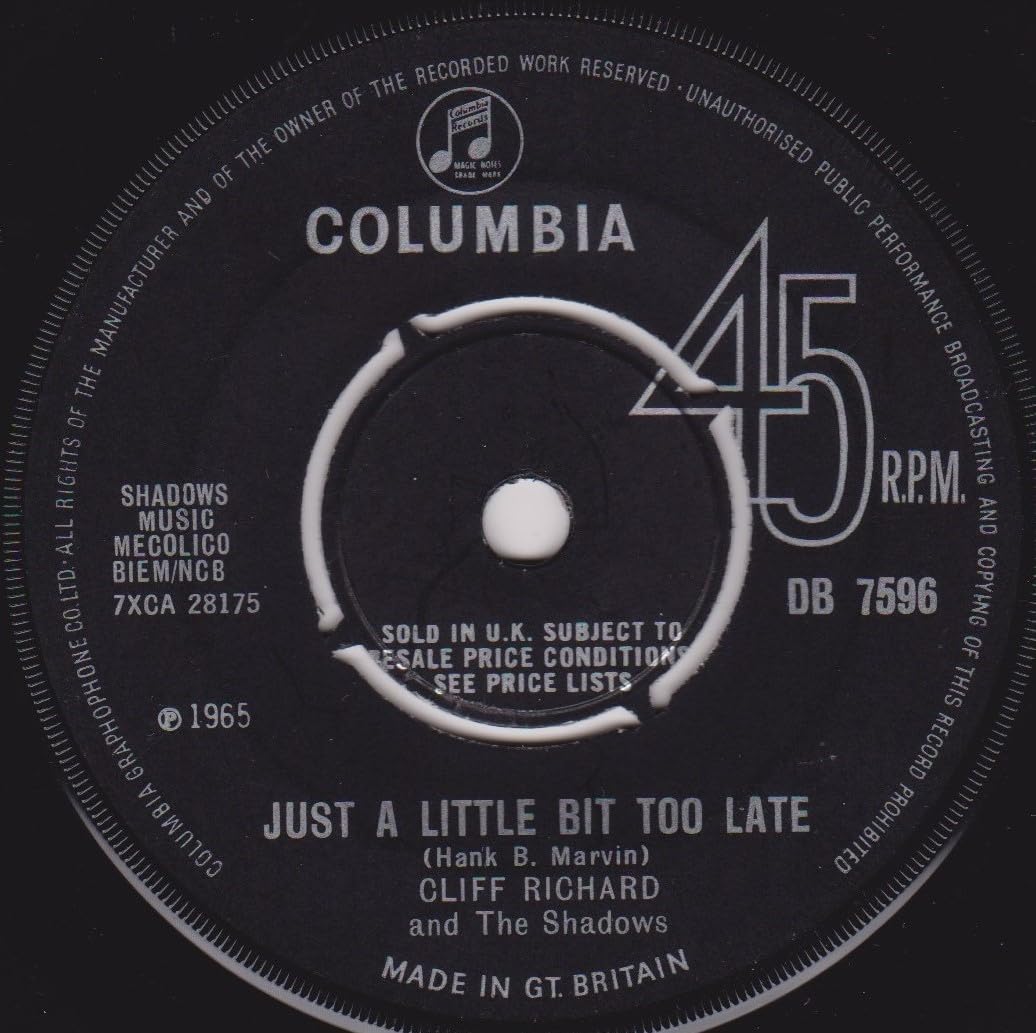 COLUMBIA GRAPHOPHONE CO. LTD. · ALL RIGHTS OF THE MANUFACTURER AND OF THE OWNER OF THE RECORDED WORK RESERVED · UNAUTHORISED PUBLIC PERFORMANCE BROADCASTING AND COPYING OF THIS RECORD PROHIBITED
Columbia
Records
MAGIC NOTES
TRADE MARK
COLUMBIA
45
R.P.M.
SHADOWS
MUSIC
MECOLICO
BIEM/NCB
7XCA 28175
DB 7596
SOLD IN U.K. SUBJECT TO
RESALE PRICE CONDITIONS
SEE PRICE LISTS
℗ 1965
JUST A LITTLE BIT TOO LATE
(Hank B. Marvin)
CLIFF RICHARD
and The Shadows
MADE IN GT. BRITAIN